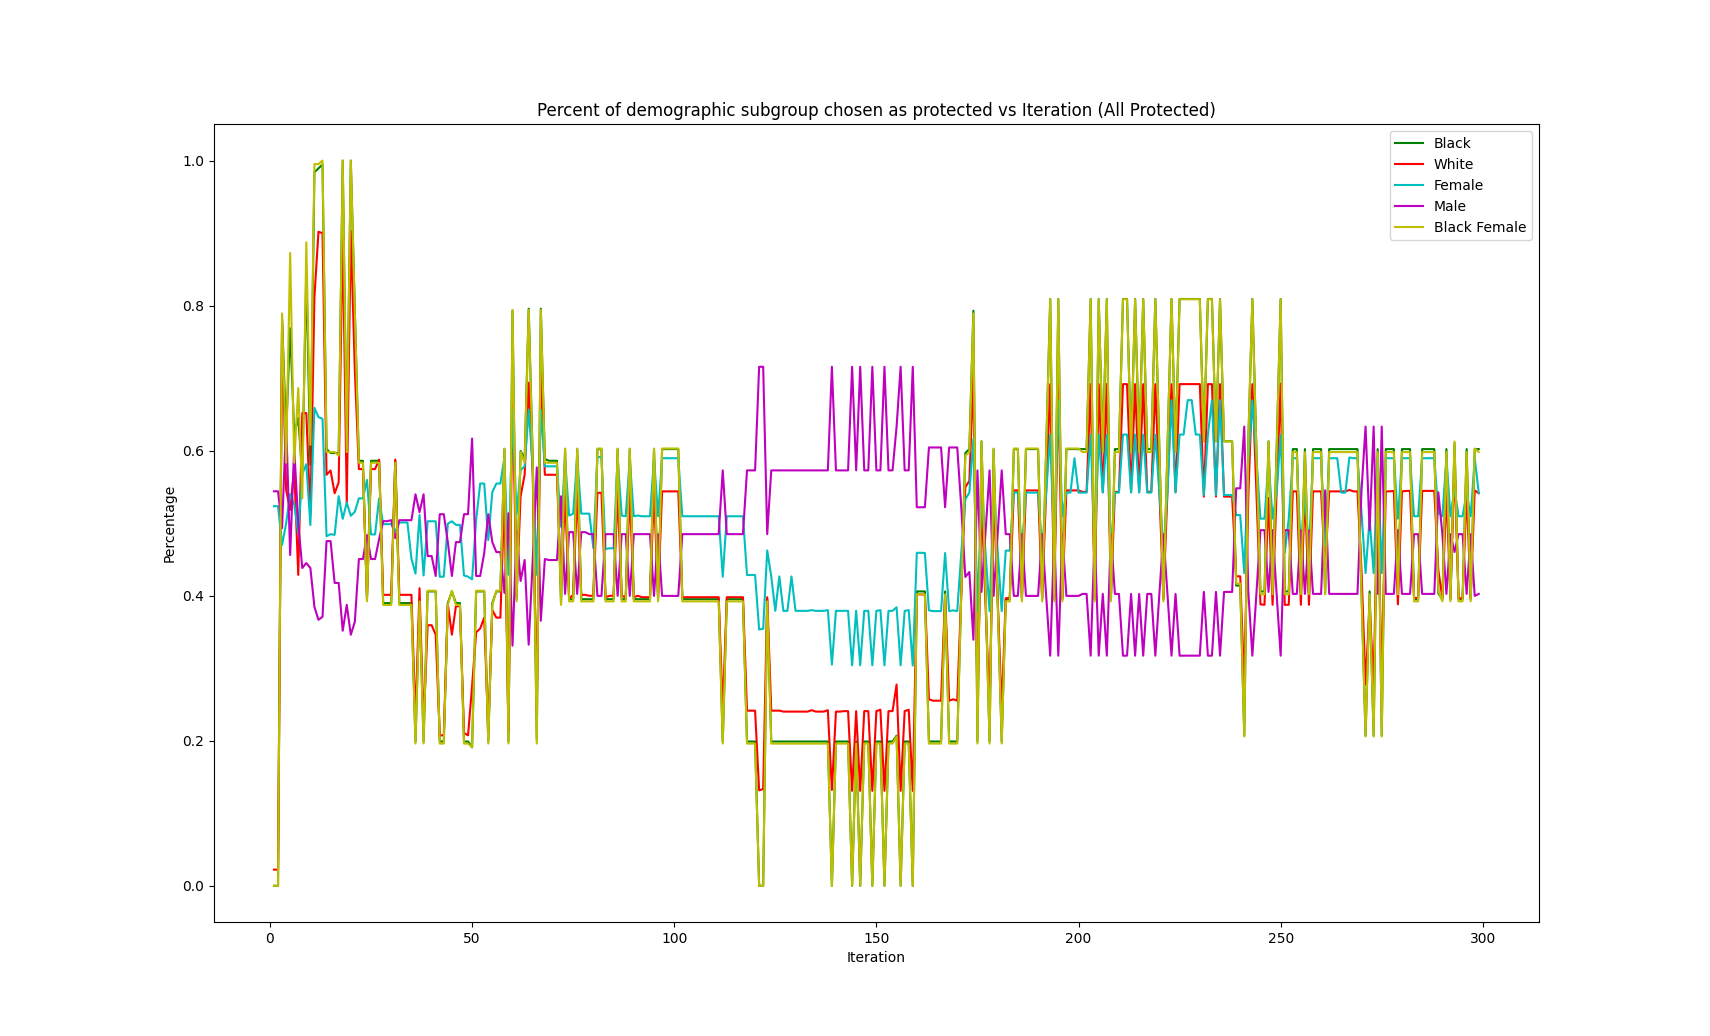 Percent of demographic subgroup chosen as protected vs Iteration (All Protected)
Black
White
Female
Male
Black Female
1.0
0.8
0.6
0.4
0.2
0.0
Percentage
0 50 100 150 200 250 300
Iteration